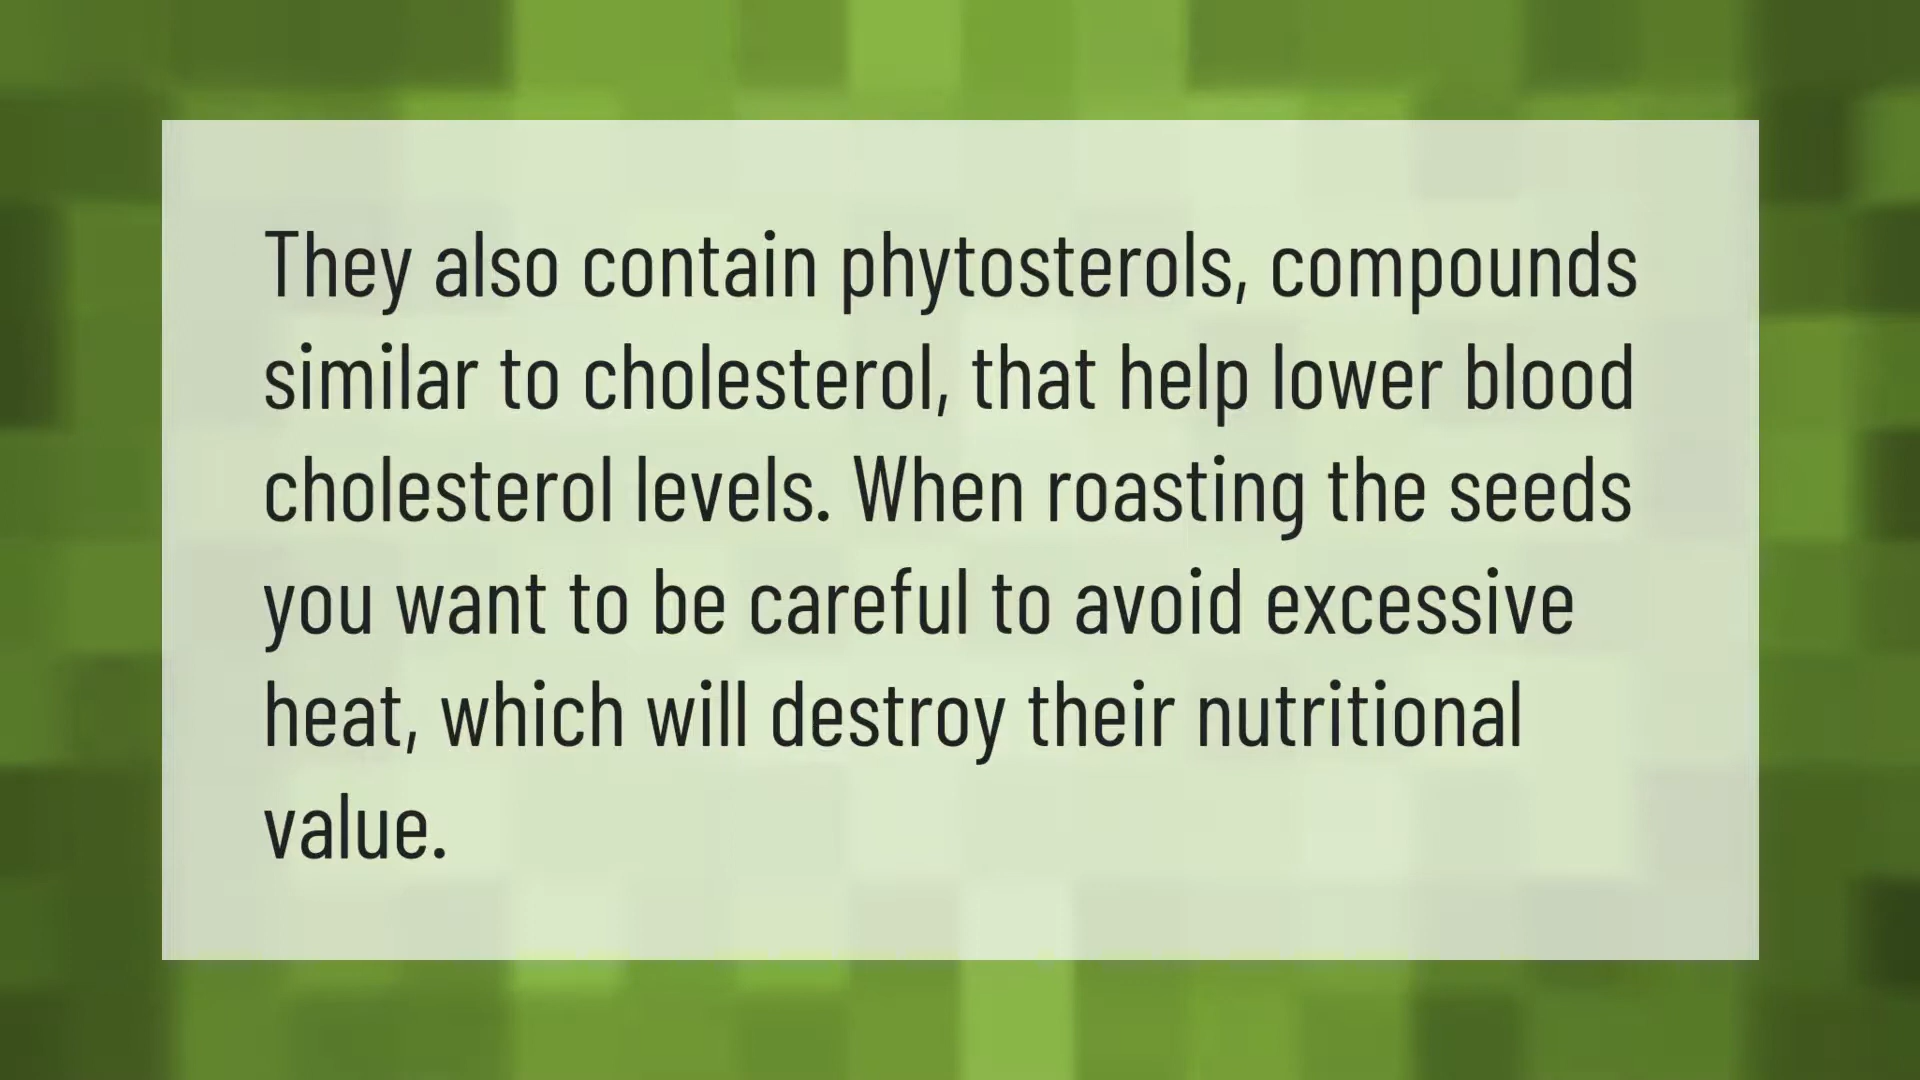 They also contain phytosterols, compounds
similar to cholesterol, that help lower blood
cholesterol levels. When roasting the seeds
you want to be careful to avoid excessive
heat, which will destroy their nutritional
value.